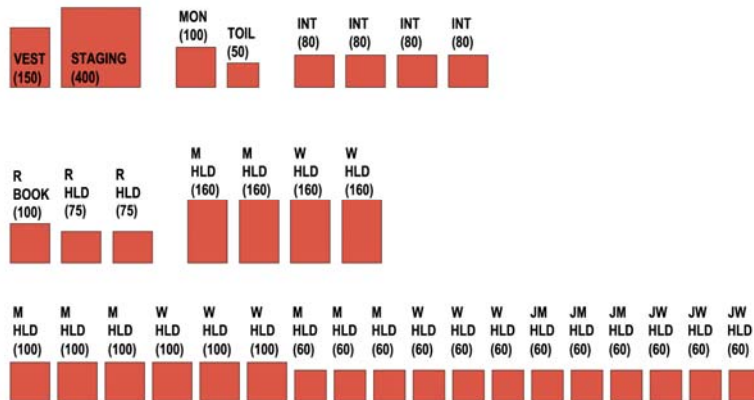 MON
(100)
TOIL
(50)
INT
(80)
INT
(80)
INT
(80)
INT
(80)
VEST
(150)
STAGING
(400)
R
BOOK
(100)
R
HLD
(75)
R
HLD
(75)
M
HLD
(160)
M
HLD
(160)
W
HLD
(160)
W
HLD
(160)
M
HLD
(100)
M
HLD
(100)
M
HLD
(100)
W
HLD
(100)
W
HLD
(100)
W
HLD
(100)
M
HLD
(60)
M
HLD
(60)
M
HLD
(60)
W
HLD
(60)
W
HLD
(60)
W
HLD
(60)
JM
HLD
(60)
JM
HLD
(60)
JM
HLD
(60)
JW
HLD
(60)
JW
HLD
(60)
JW
HLD
(60)